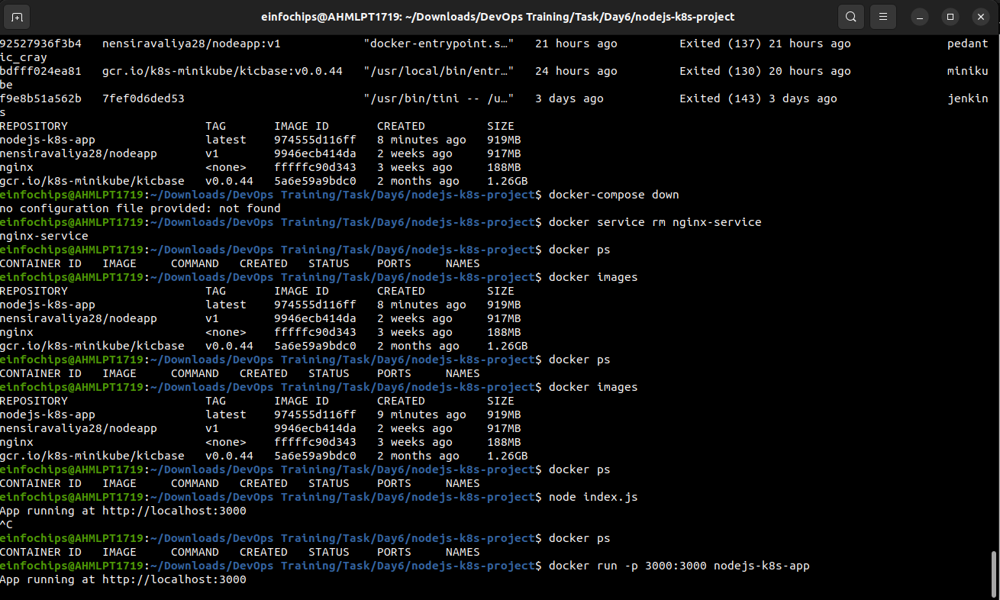 einfochips@AHMLPT1719: ~/Downloads/DevOps Training/Task/Day6/nodejs-k8s-project
92527936f3b4   nensiravaliya28/nodeapp:v1            "docker-entrypoint.s…"   21 hours ago         Exited (137) 21 hours ago              pedant
ic_cray
bdfff024ea81   gcr.io/k8s-minikube/kicbase:v0.0.44   "/usr/local/bin/entr…"   24 hours ago         Exited (130) 20 hours ago              miniku
be
f9e8b51a562b   7fef0d6ded53                          "/usr/bin/tini -- /u…"   3 days ago           Exited (143) 3 days ago                jenkin
s
REPOSITORY                    TAG       IMAGE ID       CREATED         SIZE
nodejs-k8s-app                latest    974555d116ff   8 minutes ago   919MB
nensiravaliya28/nodeapp       v1        9946ecb414da   2 weeks ago     917MB
nginx                         <none>    fffffc90d343   3 weeks ago     188MB
gcr.io/k8s-minikube/kicbase   v0.0.44   5a6e59a9bdc0   2 months ago    1.26GB
einfochips@AHMLPT1719:~/Downloads/DevOps Training/Task/Day6/nodejs-k8s-project$ docker-compose down
no configuration file provided: not found
einfochips@AHMLPT1719:~/Downloads/DevOps Training/Task/Day6/nodejs-k8s-project$ docker service rm nginx-service
nginx-service
einfochips@AHMLPT1719:~/Downloads/DevOps Training/Task/Day6/nodejs-k8s-project$ docker ps
CONTAINER ID   IMAGE     COMMAND   CREATED   STATUS    PORTS     NAMES
einfochips@AHMLPT1719:~/Downloads/DevOps Training/Task/Day6/nodejs-k8s-project$ docker images
REPOSITORY                    TAG       IMAGE ID       CREATED         SIZE
nodejs-k8s-app                latest    974555d116ff   8 minutes ago   919MB
nensiravaliya28/nodeapp       v1        9946ecb414da   2 weeks ago     917MB
nginx                         <none>    fffffc90d343   3 weeks ago     188MB
gcr.io/k8s-minikube/kicbase   v0.0.44   5a6e59a9bdc0   2 months ago    1.26GB
einfochips@AHMLPT1719:~/Downloads/DevOps Training/Task/Day6/nodejs-k8s-project$ docker ps
CONTAINER ID   IMAGE     COMMAND   CREATED   STATUS    PORTS     NAMES
einfochips@AHMLPT1719:~/Downloads/DevOps Training/Task/Day6/nodejs-k8s-project$ docker images
REPOSITORY                    TAG       IMAGE ID       CREATED         SIZE
nodejs-k8s-app                latest    974555d116ff   9 minutes ago   919MB
nensiravaliya28/nodeapp       v1        9946ecb414da   2 weeks ago     917MB
nginx                         <none>    fffffc90d343   3 weeks ago     188MB
gcr.io/k8s-minikube/kicbase   v0.0.44   5a6e59a9bdc0   2 months ago    1.26GB
einfochips@AHMLPT1719:~/Downloads/DevOps Training/Task/Day6/nodejs-k8s-project$ docker ps
CONTAINER ID   IMAGE     COMMAND   CREATED   STATUS    PORTS     NAMES
einfochips@AHMLPT1719:~/Downloads/DevOps Training/Task/Day6/nodejs-k8s-project$ node index.js
App running at http://localhost:3000
^C
einfochips@AHMLPT1719:~/Downloads/DevOps Training/Task/Day6/nodejs-k8s-project$ docker ps
CONTAINER ID   IMAGE     COMMAND   CREATED   STATUS    PORTS     NAMES
einfochips@AHMLPT1719:~/Downloads/DevOps Training/Task/Day6/nodejs-k8s-project$ docker run -p 3000:3000 nodejs-k8s-app
App running at http://localhost:3000